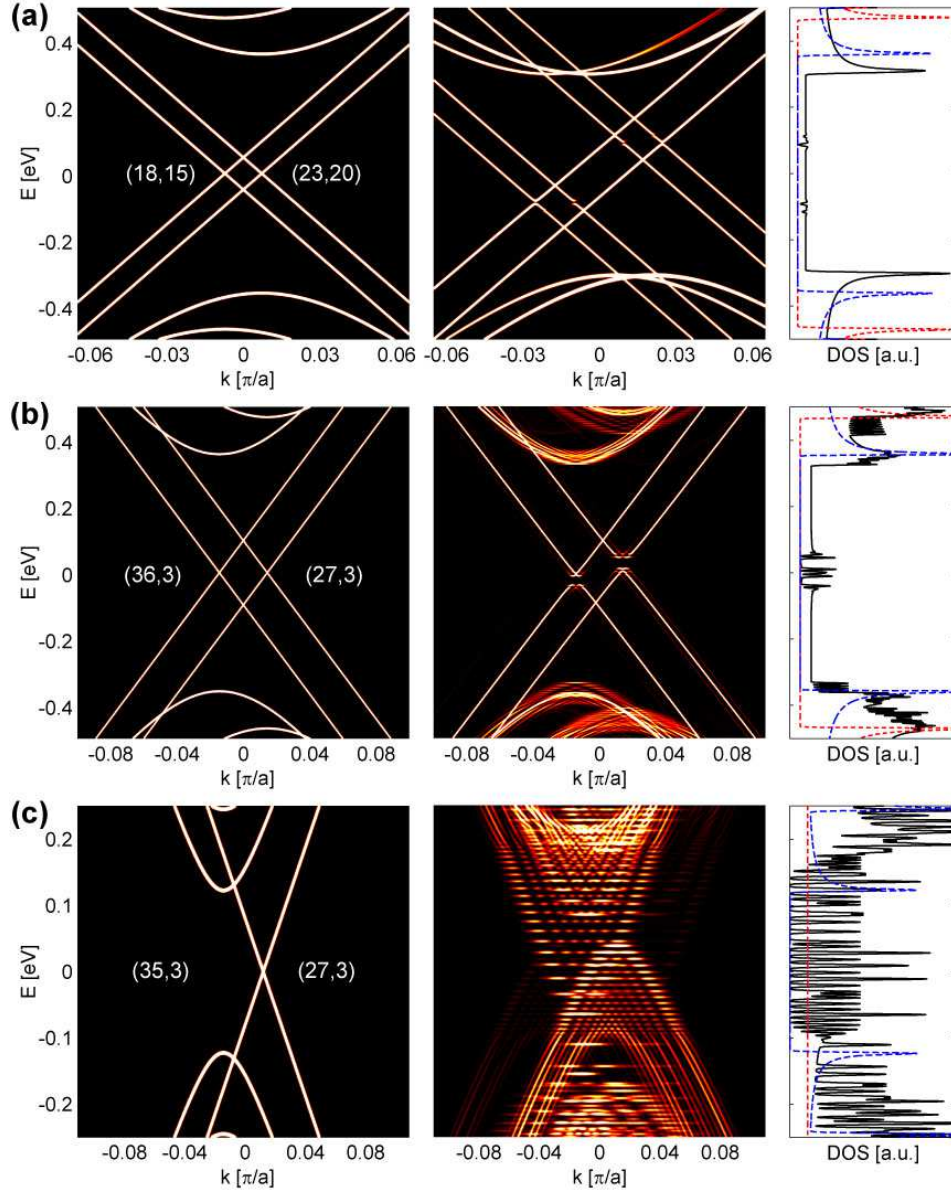 (a)
0.4
0.2
0
-0.2
-0.4
E [eV]
(18,15)
(23,20)
-0.06 -0.03 0 0.03 0.06
k [π/a]
-0.06 -0.03 0 0.03 0.06
k [π/a]
DOS [a.u.]
(b)
0.4
0.2
0
-0.2
-0.4
E [eV]
(36,3)
(27,3)
-0.08 -0.04 0 0.04 0.08
k [π/a]
-0.08 -0.04 0 0.04 0.08
k [π/a]
DOS [a.u.]
(c)
0.2
0.1
0
-0.1
-0.2
E [eV]
(35,3)
(27,3)
-0.08 -0.04 0 0.04 0.08
k [π/a]
-0.08 -0.04 0 0.04 0.08
k [π/a]
DOS [a.u.]